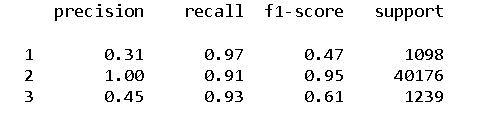 precision recall f1-score support
1 0.31 0.97 0.47 1098
2 1.00 0.91 0.95 40176
3 0.45 0.93 0.61 1239